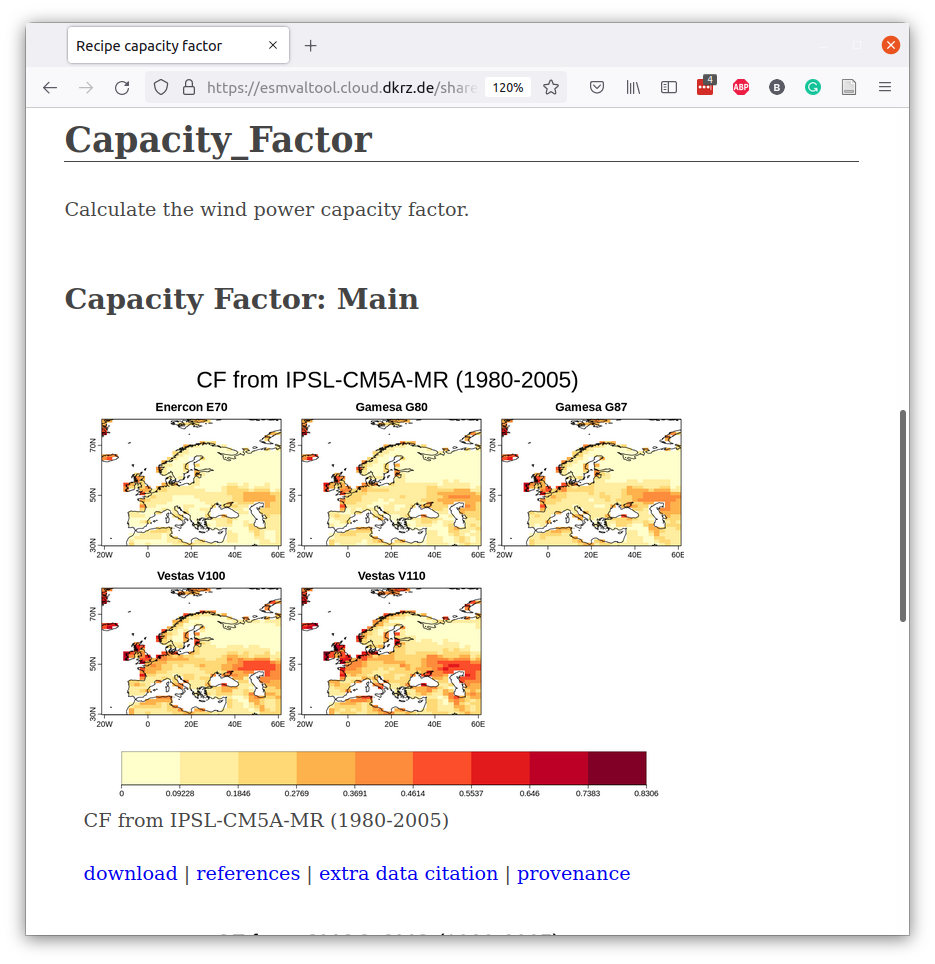 Recipe capacity factor
https://esmvaltool.cloud.dkrz.de/share
120%
4
ABP
B
G
Capacity_Factor
Calculate the wind power capacity factor.
Capacity Factor: Main
CF from IPSL-CM5A-MR (1980-2005)
Enercon E70
Gamesa G80
Gamesa G87
70N 70N 70N
50N 50N 50N
30N 30N 30N
20W 0 20E 40E 60E 20W 0 20E 40E 60E 20W 0 20E 40E 60E
Vestas V100
Vestas V110
70N 70N
50N 50N
30N 30N
20W 0 20E 40E 60E 20W 0 20E 40E 60E
0 0.09228 0.1846 0.2769 0.3691 0.4614 0.5537 0.646 0.7383 0.8306
CF from IPSL-CM5A-MR (1980-2005)
download | references | extra data citation | provenance